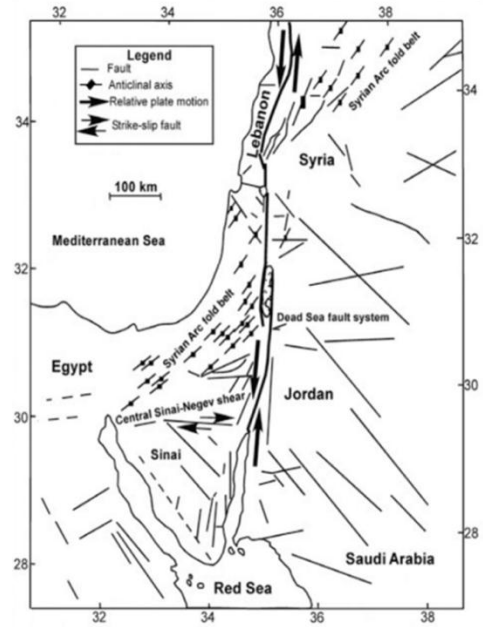 32 34 36 38
Legend
Fault
Anticlinal axis
Relative plate motion
Strike-slip fault
Syrian Arc fold belt
34
34
Lebanon
Syria
100 km
Mediterranean Sea
32
32
Syrian Arc fold belt
Dead Sea fault system
Egypt
Jordan
30
30
Central Sinai-Negev shear
Sinai
28
28
Saudi Arabia
Red Sea
32 34 36 38